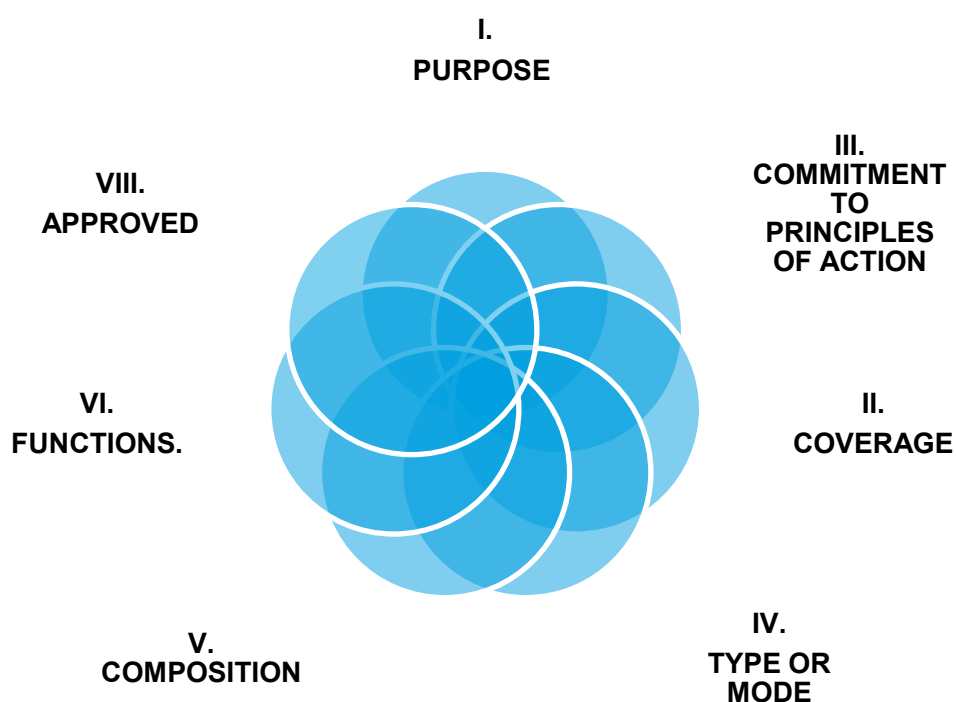 I.
PURPOSE
III.
COMMITMENT
TO
PRINCIPLES
OF ACTION
II.
COVERAGE
IV.
TYPE OR
MODE
V.
COMPOSITION
VI.
FUNCTIONS.
VIII.
APPROVED